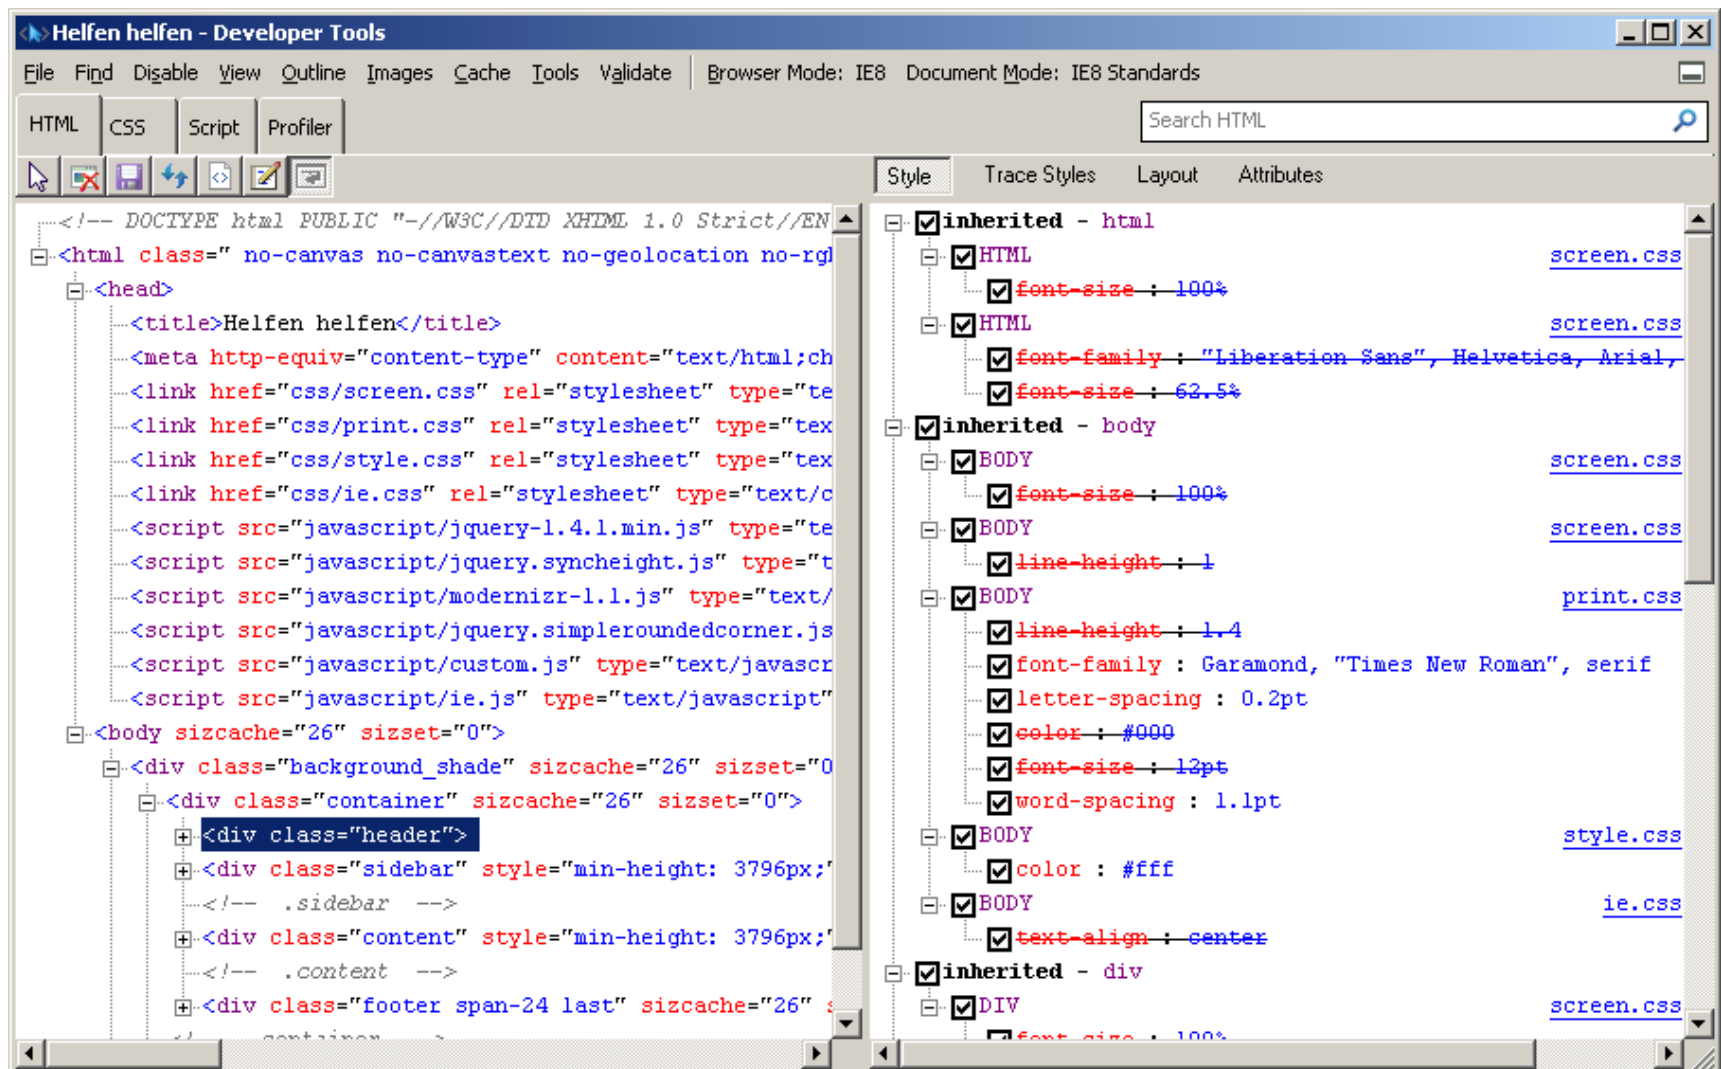 Helfen helfen - Developer Tools
File Find Disable View Outline Images Cache Tools Validate Browser Mode: IE8 Document Mode: IE8 Standards
HTML CSS Script Profiler
Search HTML
Style Trace Styles Layout Attributes
<!-- DOCTYPE html PUBLIC "-//W3C//DTD XHTML 1.0 Strict//EN
<html class=" no-canvas no-canvastext no-geolocation no-rgb
<head>
<title>Helfen helfen</title>
<meta http-equiv="content-type" content="text/html;ch
<link href="css/screen.css" rel="stylesheet" type="te
<link href="css/print.css" rel="stylesheet" type="tex
<link href="css/style.css" rel="stylesheet" type="tex
<link href="css/ie.css" rel="stylesheet" type="text/c
<script src="javascript/jquery-1.4.1.min.js" type="te
<script src="javascript/jquery.syncheight.js" type="t
<script src="javascript/modernizr-1.1.js" type="text/
<script src="javascript/jquery.simpleroundedcorner.js
<script src="javascript/custom.js" type="text/javascr
<script src="javascript/ie.js" type="text/javascript"
<body sizcache="26" sizset="0">
<div class="background_shade" sizcache="26" sizset="0
<div class="container" sizcache="26" sizset="0">
<div class="header">
<div class="sidebar" style="min-height: 3796px;"
<!-- .sidebar -->
<div class="content" style="min-height: 3796px;"
<!-- .content -->
<div class="footer span-24 last" sizcache="26" s
inherited - html
HTML screen.css
font-size : 100%
HTML screen.css
font-family : "Liberation Sans", Helvetica, Arial,
font-size : 62.5%
inherited - body
BODY screen.css
font-size : 100%
BODY screen.css
line-height : 1
BODY print.css
line-height : 1.4
font-family : Garamond, "Times New Roman", serif
letter-spacing : 0.2pt
color : #000
font-size : 12pt
word-spacing : 1.1pt
BODY style.css
color : #fff
BODY ie.css
text-align : center
inherited - div
DIV screen.css
font-size : 100%